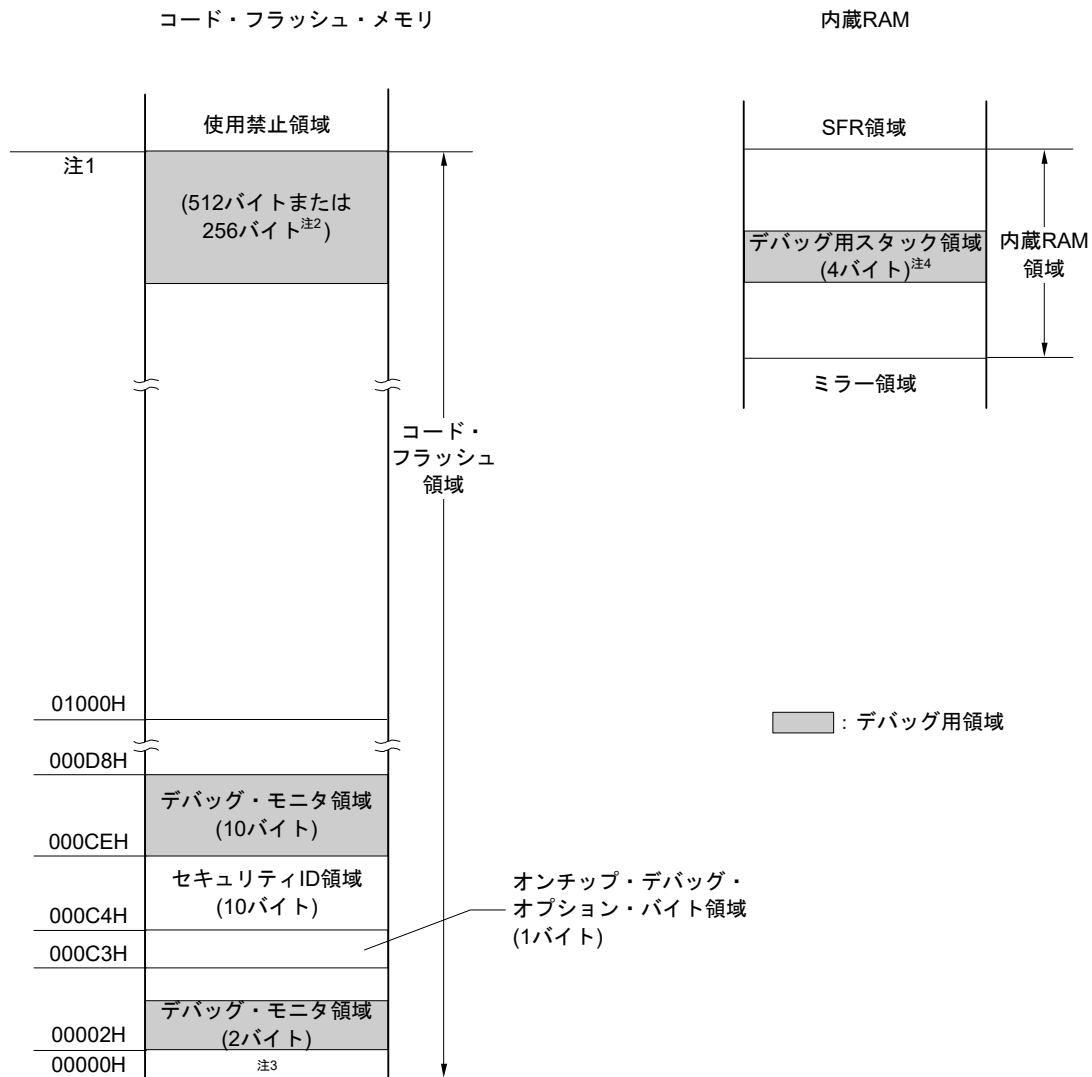 コード・フラッシュ・メモリ
内蔵RAM
使用禁止領域
注1
(512バイトまたは
256バイト注2)
SFR領域
デバッグ用スタック領域
(4バイト)注4
内蔵RAM
領域
ミラー領域
コード・
フラッシュ
領域
01000H
: デバッグ用領域
000D8H
デバッグ・モニタ領域
(10バイト)
000CEH
セキュリティID領域
(10バイト)
オンチップ・デバッグ・
オプション・バイト領域
(1バイト)
000C4H
000C3H
デバッグ・モニタ領域
(2バイト)
00002H
00000H
注3